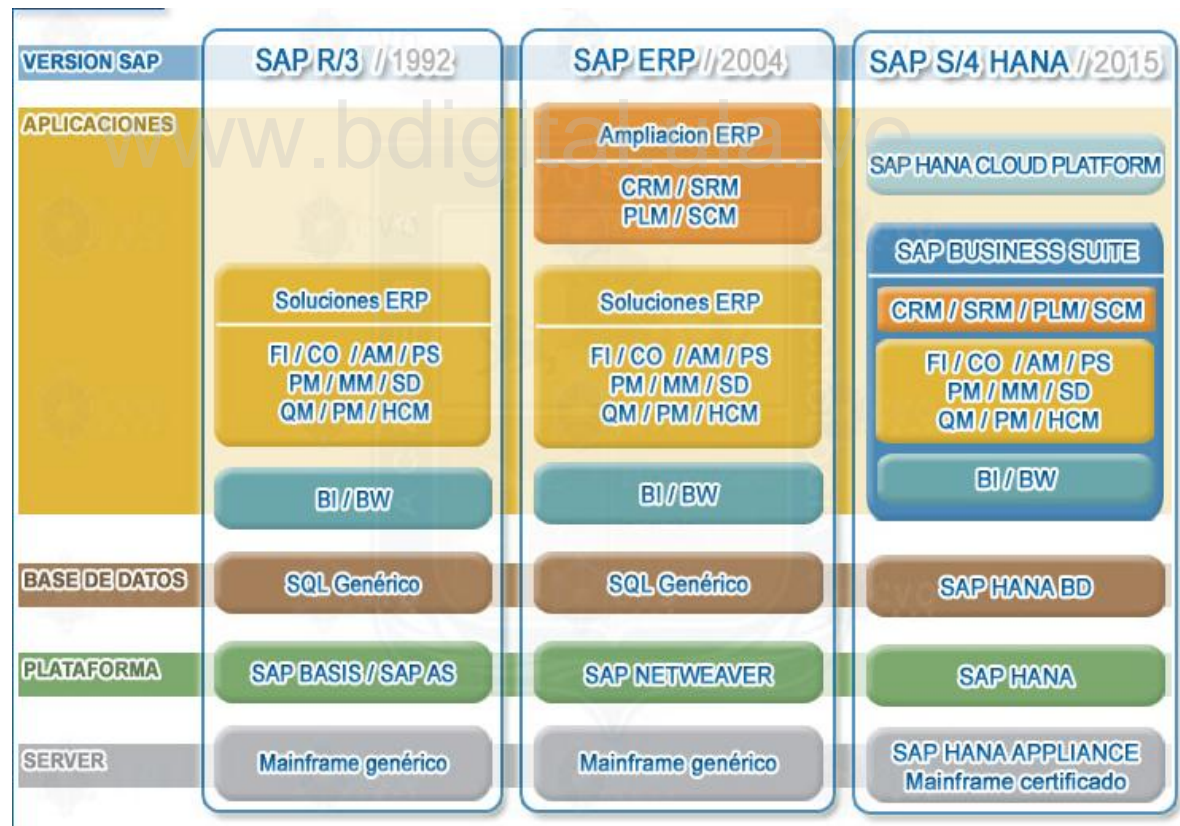 VERSION SAP
SAP R/3 // 1992
SAP ERP // 2004
SAP S/4 HANA // 2015
APLICACIONES
www.bdigital.ula.ve
Ampliacion ERP
CRM / SRM
PLM / SCM
SAP HANA CLOUD PLATFORM
SAP BUSINESS SUITE
Soluciones ERP
FI / CO / AM / PS
PM / MM / SD
QM / PM / HCM
Soluciones ERP
FI / CO / AM / PS
PM / MM / SD
QM / PM / HCM
CRM / SRM / PLM/ SCM
FI / CO / AM / PS
PM / MM / SD
QM / PM / HCM
BI / BW
BI / BW
BI / BW
BASE DE DATOS
SQL Genérico
SQL Genérico
SAP HANA BD
PLATAFORMA
SAP BASIS / SAP AS
SAP NETWEAVER
SAP HANA
SERVER
Mainframe genérico
Mainframe genérico
SAP HANA APPLIANCE
Mainframe certificado